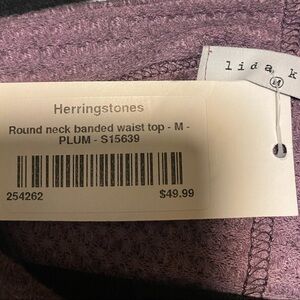 lida k
M
Herringstones
Round neck banded waist top - M -
PLUM - S15639
254262 $49.99